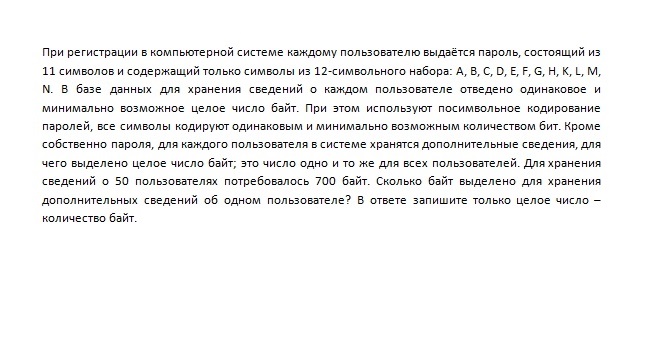 При регистрации в компьютерной системе каждому пользователю выдаётся пароль, состоящий из
11 символов и содержащий только символы из 12-символьного набора: A, B, C, D, E, F, G, H, K, L, M,
N. В базе данных для хранения сведений о каждом пользователе отведено одинаковое и
минимально возможное целое число байт. При этом используют посимвольное кодирование
паролей, все символы кодируют одинаковым и минимально возможным количеством бит. Кроме
собственно пароля, для каждого пользователя в системе хранятся дополнительные сведения, для
чего выделено целое число байт; это число одно и то же для всех пользователей. Для хранения
сведений о 50 пользователях потребовалось 700 байт. Сколько байт выделено для хранения
дополнительных сведений об одном пользователе? В ответе запишите только целое число –
количество байт.